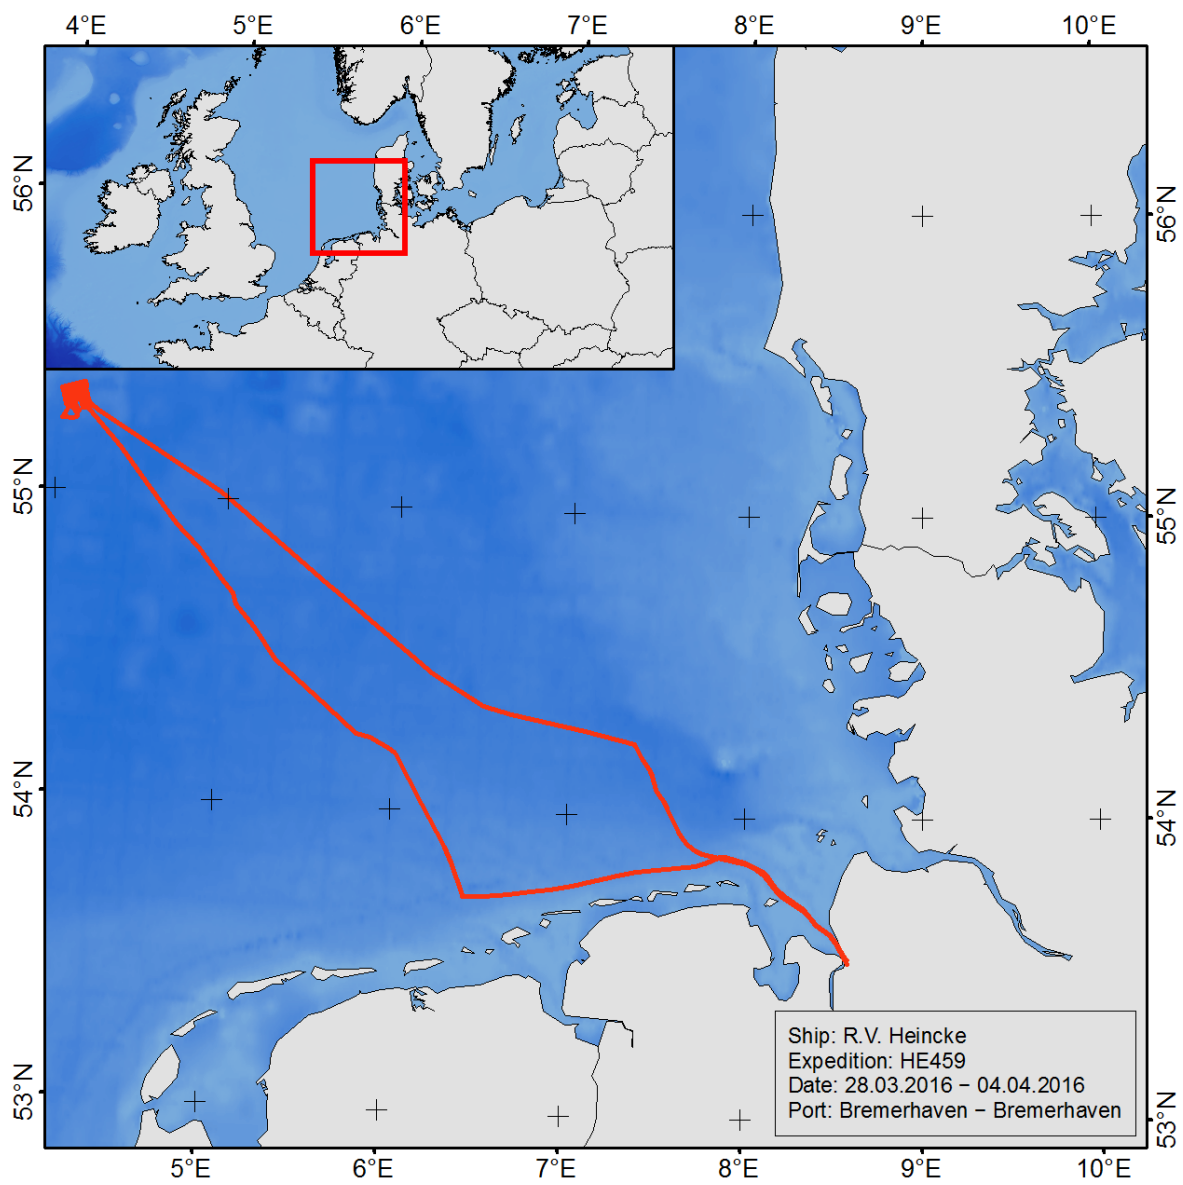 4°E 5°E 6°E 7°E 8°E 9°E 10°E
56°N 56°N
55°N 55°N
54°N 54°N
53°N 53°N
Ship: R.V. Heincke
Expedition: HE459
Date: 28.03.2016 – 04.04.2016
Port: Bremerhaven – Bremerhaven
5°E 6°E 7°E 8°E 9°E 10°E